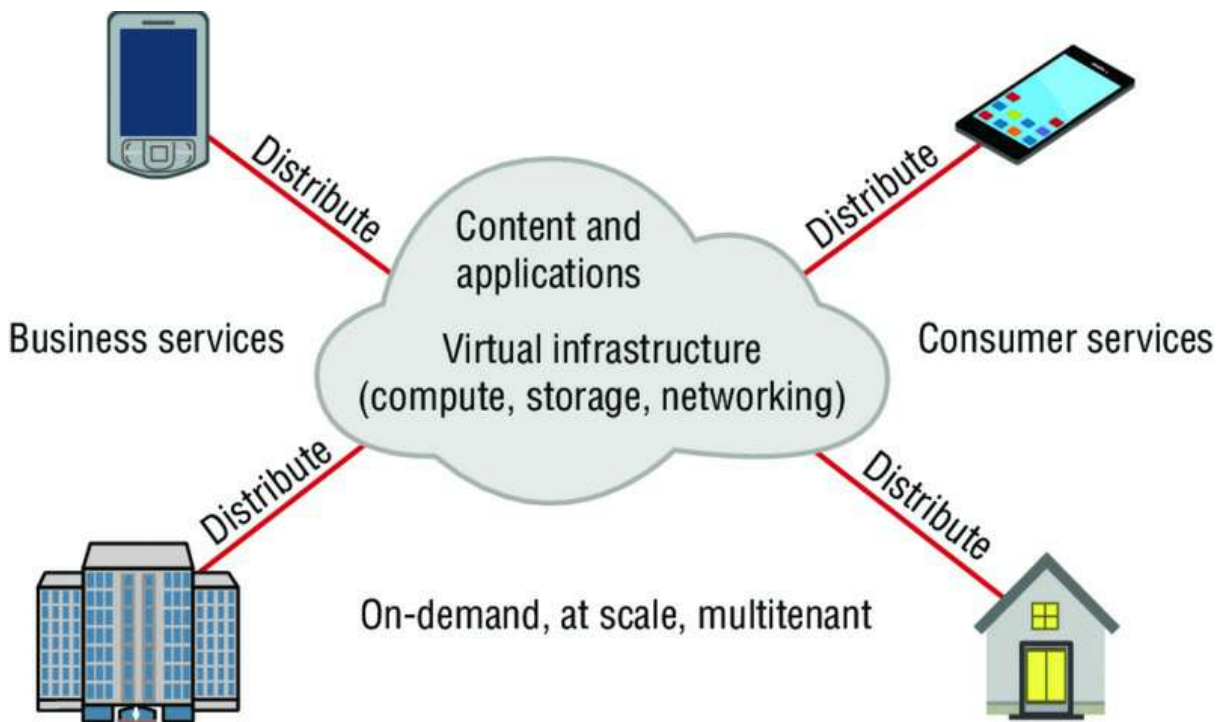 Distribute
Distribute
Content and
applications
Business services
Virtual infrastructure
(compute, storage, networking)
Consumer services
Distribute
Distribute
On-demand, at scale, multitenant